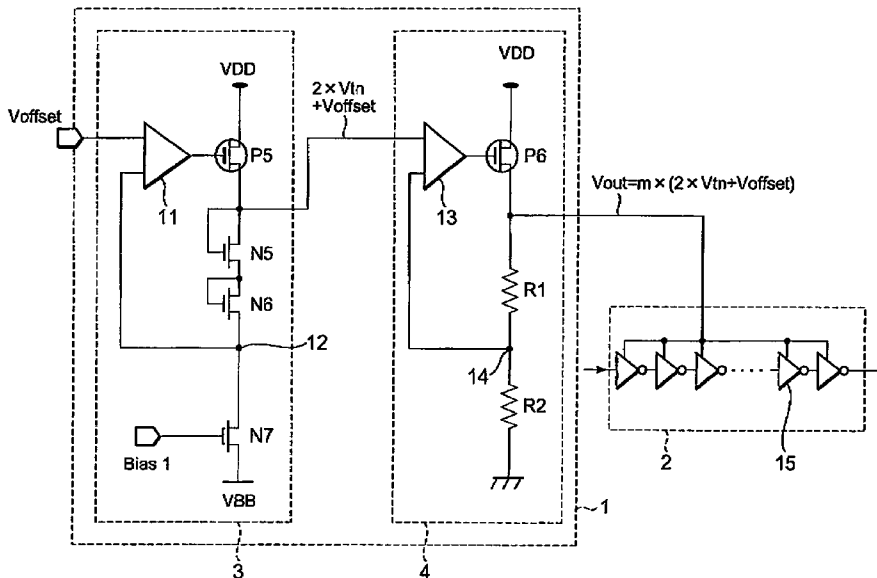 VDD
VDD
2×Vtn
+Voffset
Voffset
P5
P6
11
13
Vout=m×(2×Vtn+Voffset)
N5
R1
N6
12
14
R2
N7
Bias 1
VBB
2
15
1
3
4